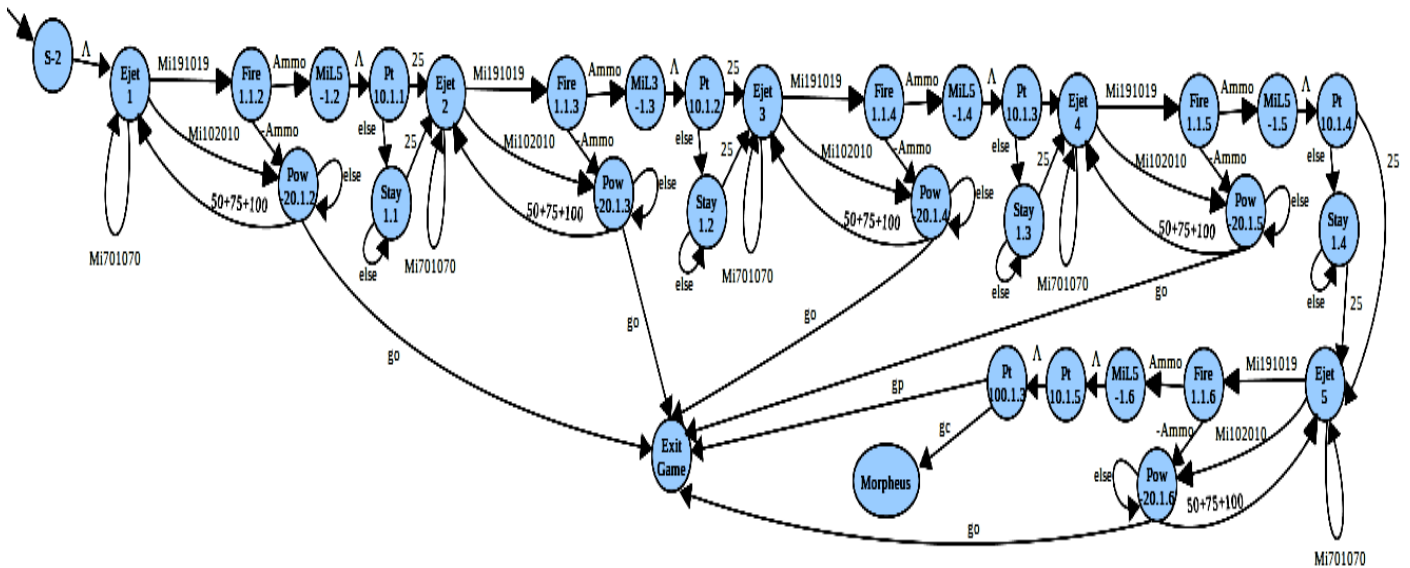 S-2
Λ
Ejet
1
Mi191019
Fire
1.1.2
Ammo
MiL5
-1.2
Λ
Pt
10.1.1
25
-Ammo
Mi102010
Pow
-20.1.2
else
50+75+100
Mi701070
else
Stay
1.1
25
else
go
Ejet
2
Mi191019
Fire
1.1.3
Ammo
MiL3
-1.3
Λ
Pt
10.1.2
25
-Ammo
Mi102010
Pow
-20.1.3
else
50+75+100
Mi701070
else
Stay
1.2
25
else
go
Ejet
3
Mi191019
Fire
1.1.4
Ammo
MiL5
-1.4
Λ
Pt
10.1.3
-Ammo
Mi102010
Pow
-20.1.4
else
50+75+100
Mi701070
else
Stay
1.3
25
else
go
Ejet
4
Mi191019
Fire
1.1.5
Ammo
MiL5
-1.5
Λ
Pt
10.1.4
25
-Ammo
Mi102010
Pow
-20.1.5
else
50+75+100
Mi701070
else
Stay
1.4
25
else
go
Ejet
5
Mi191019
Fire
1.1.6
Ammo
MiL5
-1.6
Λ
Pt
10.1.5
Λ
Pt
100.1.3
gp
gc
-Ammo
Mi102010
Pow
-20.1.6
else
50+75+100
Mi701070
go
Exit
Game
Morpheus